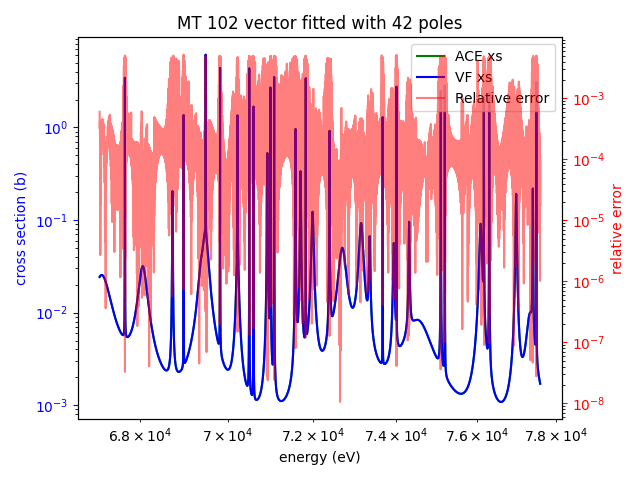 MT 102 vector fitted with 42 poles
ACE xs
VF xs
Relative error
10⁰
10⁻¹
10⁻²
10⁻³
cross section (b)
10⁻³
10⁻⁴
10⁻⁵
10⁻⁶
10⁻⁷
10⁻⁸
relative error
6.8 × 10⁴ 7 × 10⁴ 7.2 × 10⁴ 7.4 × 10⁴ 7.6 × 10⁴ 7.8 × 10⁴
energy (eV)